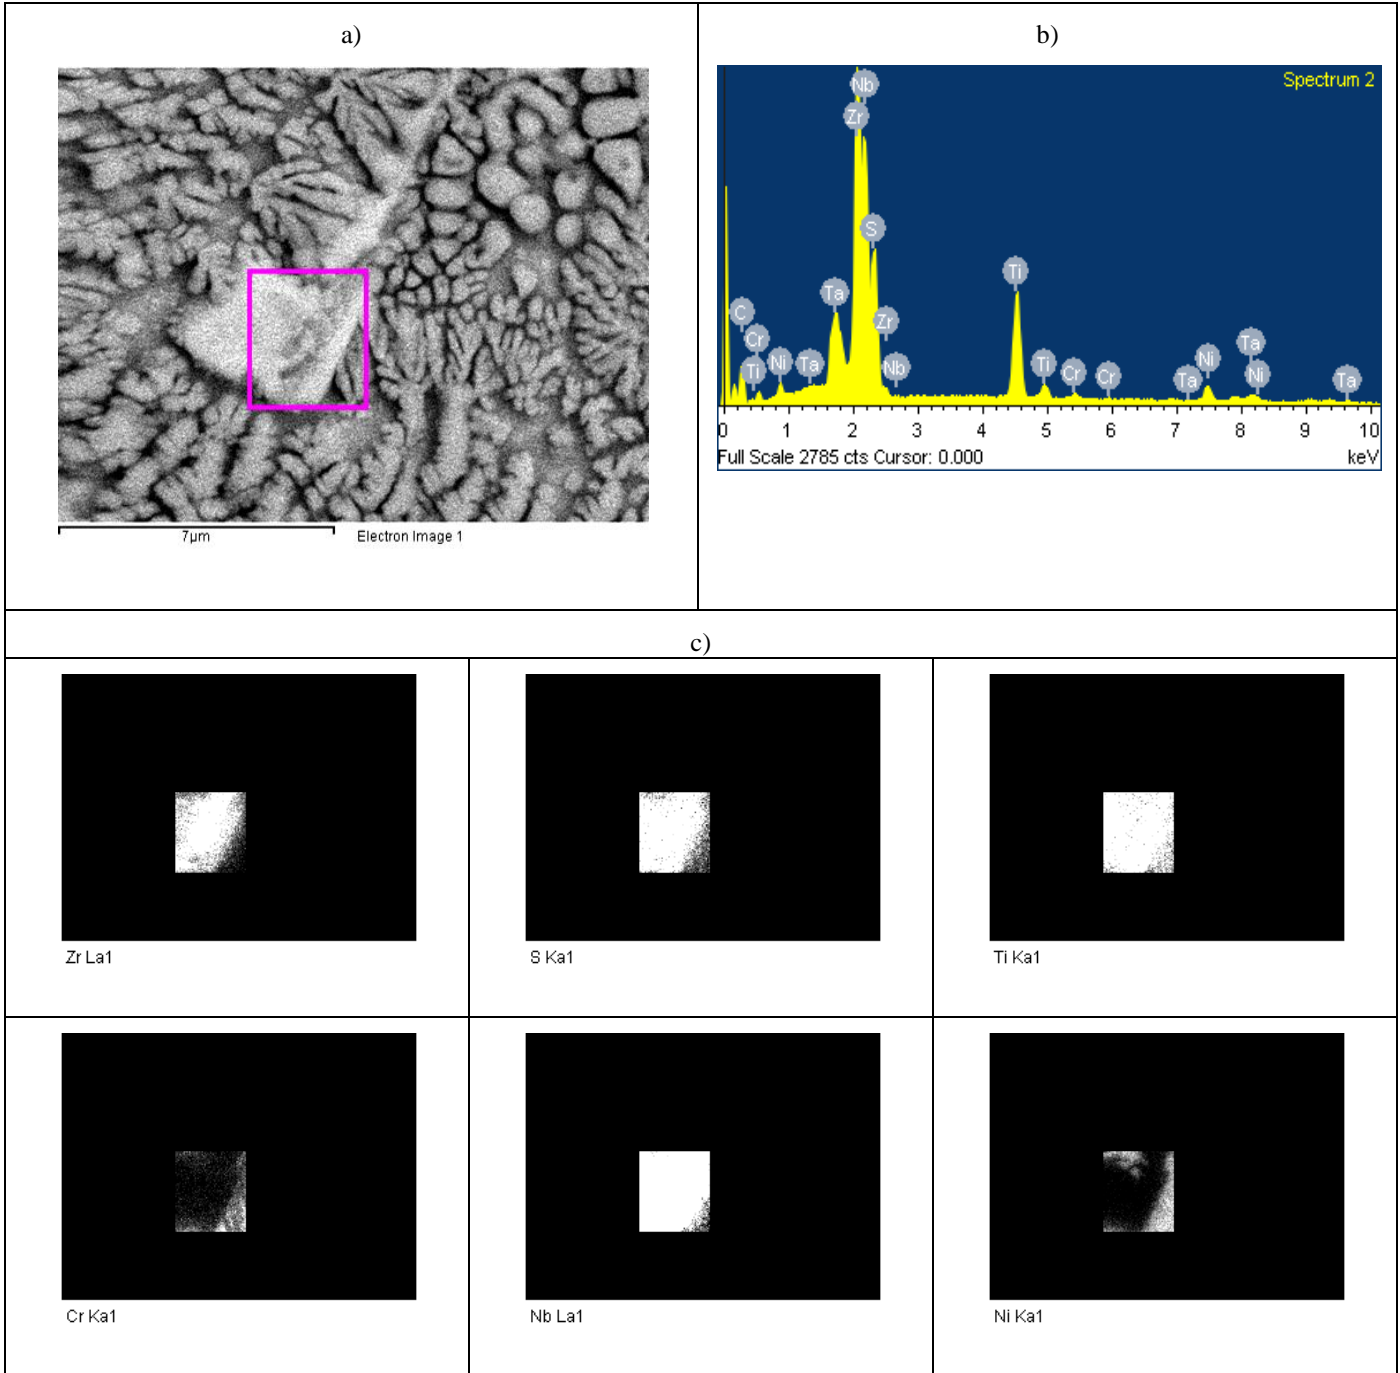 a)
b)
Spectrum 2
Nb
Zr
S
Ti
Ta
Zr
C
Cr
Ti
Ni
Ta
Nb
Ti
Cr
Cr
Ta
Ni
Ta
Ni
Ta
0 1 2 3 4 5 6 7 8 9 10
Full Scale 2785 cts Cursor: 0.000 keV
7µm Electron Image 1
c)
Zr La1 S Ka1 Ti Ka1
Cr Ka1 Nb La1 Ni Ka1